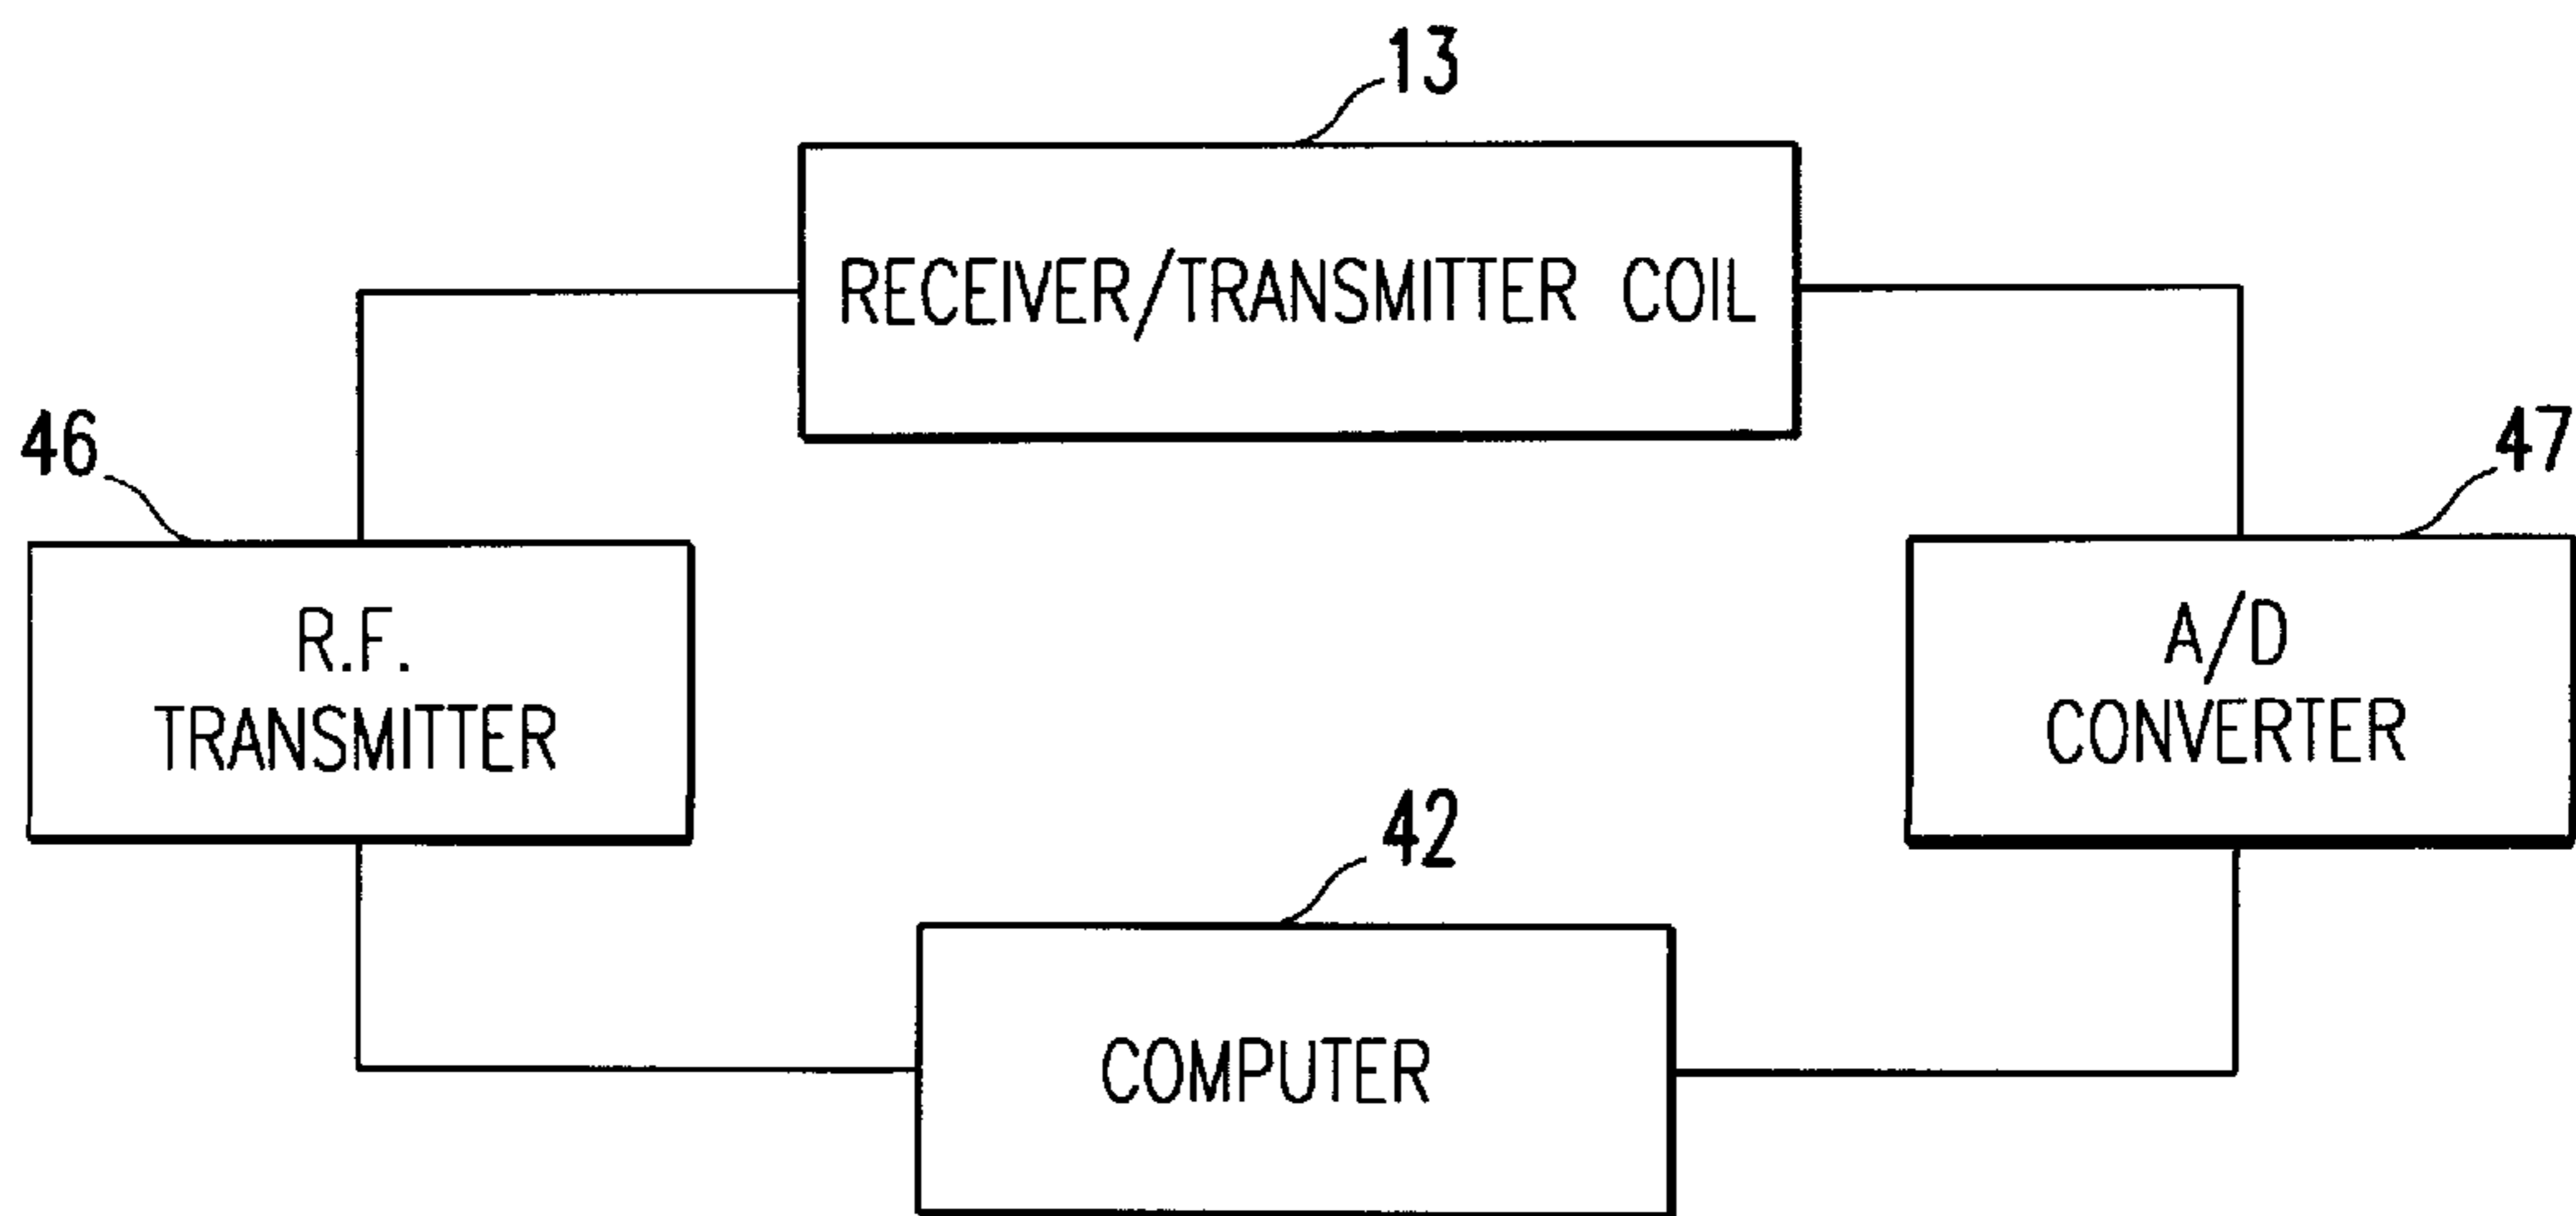 13
RECEIVER/TRANSMITTER COIL
46
47
R.F.
TRANSMITTER
A/D
CONVERTER
42
COMPUTER